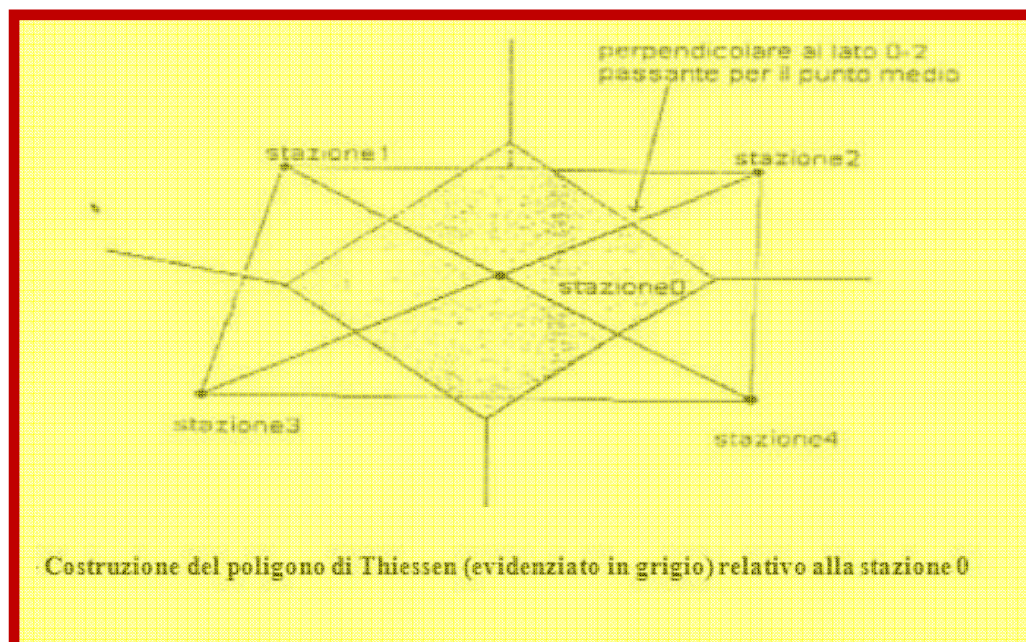 perpendicolare al lato 0-2
passante per il punto medio
stazione1
stazione2
stazione0
stazione3
stazione4
Costruzione del poligono di Thiessen (evidenziato in grigio) relativo alla stazione 0